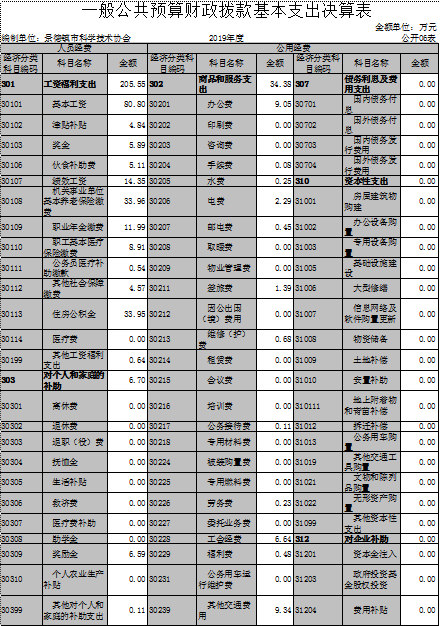 一般公共预算财政拨款基本支出决算表
金额单位：万元
编制单位：景德镇市科学技术协会 2019年度 公开06表
人员经费 公用经费
经济分类科目编码 科目名称 金额 经济分类科目编码 科目名称 金额 经济分类科目编码 科目名称 金额
301 工资福利支出 205.55 302 商品和服务支出 34.38 307 债务利息及费用支出 0.00
30101 基本工资 80.80 30201 办公费 9.05 30701 国内债务付息 0.00
30102 津贴补贴 4.84 30202 印刷费 0.00 30702 国外债务付息 0.00
30103 奖金 5.89 30203 咨询费 0.00 30703 国内债务发行费用 0.00
30106 伙食补助费 5.11 30204 手续费 0.08 30704 国外债务发行费用 0.00
30107 绩效工资 14.35 30205 水费 0.25 310 资本性支出 0.00
30108 机关事业单位基本养老保险缴费 33.96 30206 电费 2.29 31001 房屋建筑物购建 0.00
30109 职业年金缴费 11.99 30207 邮电费 0.45 31002 办公设备购置 0.00
30110 职工基本医疗保险缴费 8.91 30208 取暖费 0.00 31003 专用设备购置 0.00
30111 公务员医疗补助缴款 0.54 30209 物业管理费 0.00 31005 基础设施建设 0.00
30112 其他社会保障缴费 4.57 30211 差旅费 1.39 31006 大型修缮 0.00
30113 住房公积金 33.95 30212 因公出国（境）费用 0.00 31007 信息网络及软件购置更新 0.00
30114 医疗费 0.00 30213 维修（护）费 0.68 31008 物资储备 0.00
30199 其他工资福利支出 0.64 30214 租赁费 0.00 31009 土地补偿 0.00
303 对个人和家庭的补助 6.70 30215 会议费 0.00 31010 安置补助 0.00
30301 离休费 0.00 30216 培训费 0.00 310111 地上附着物和青苗补偿 0.00
30302 退休费 0.00 30217 公务接待费 0.11 31012 拆迁补偿 0.00
30303 退职（役）费 0.00 30218 专用材料费 0.00 31013 公务用车购置 0.00
30304 抚恤金 0.00 30224 被装购置费 0.00 31019 其他交通工具购置 0.00
30305 生活补贴 0.00 30225 专用燃料费 0.00 31021 文物和陈列品购置 0.00
30306 救济费 0.00 30226 劳务费 0.23 31022 无形资产购置 0.00
30307 医疗费补助 0.00 30227 委托业务费 0.00 31099 其他资本性支出 0.00
30308 助学金 0.00 30228 工会经费 6.64 312 对企业补助 0.00
30309 奖励金 6.59 30229 福利费 0.48 31201 资本金注入 0.00
30310 个人农业生产补贴 0.00 30231 公务用车运行维护费 0.00 31203 政府投资基金股权投资 0.00
30399 其他对个人和家庭的补助支出 0.11 30239 其他交通费用 9.34 31204 费用补贴 0.00